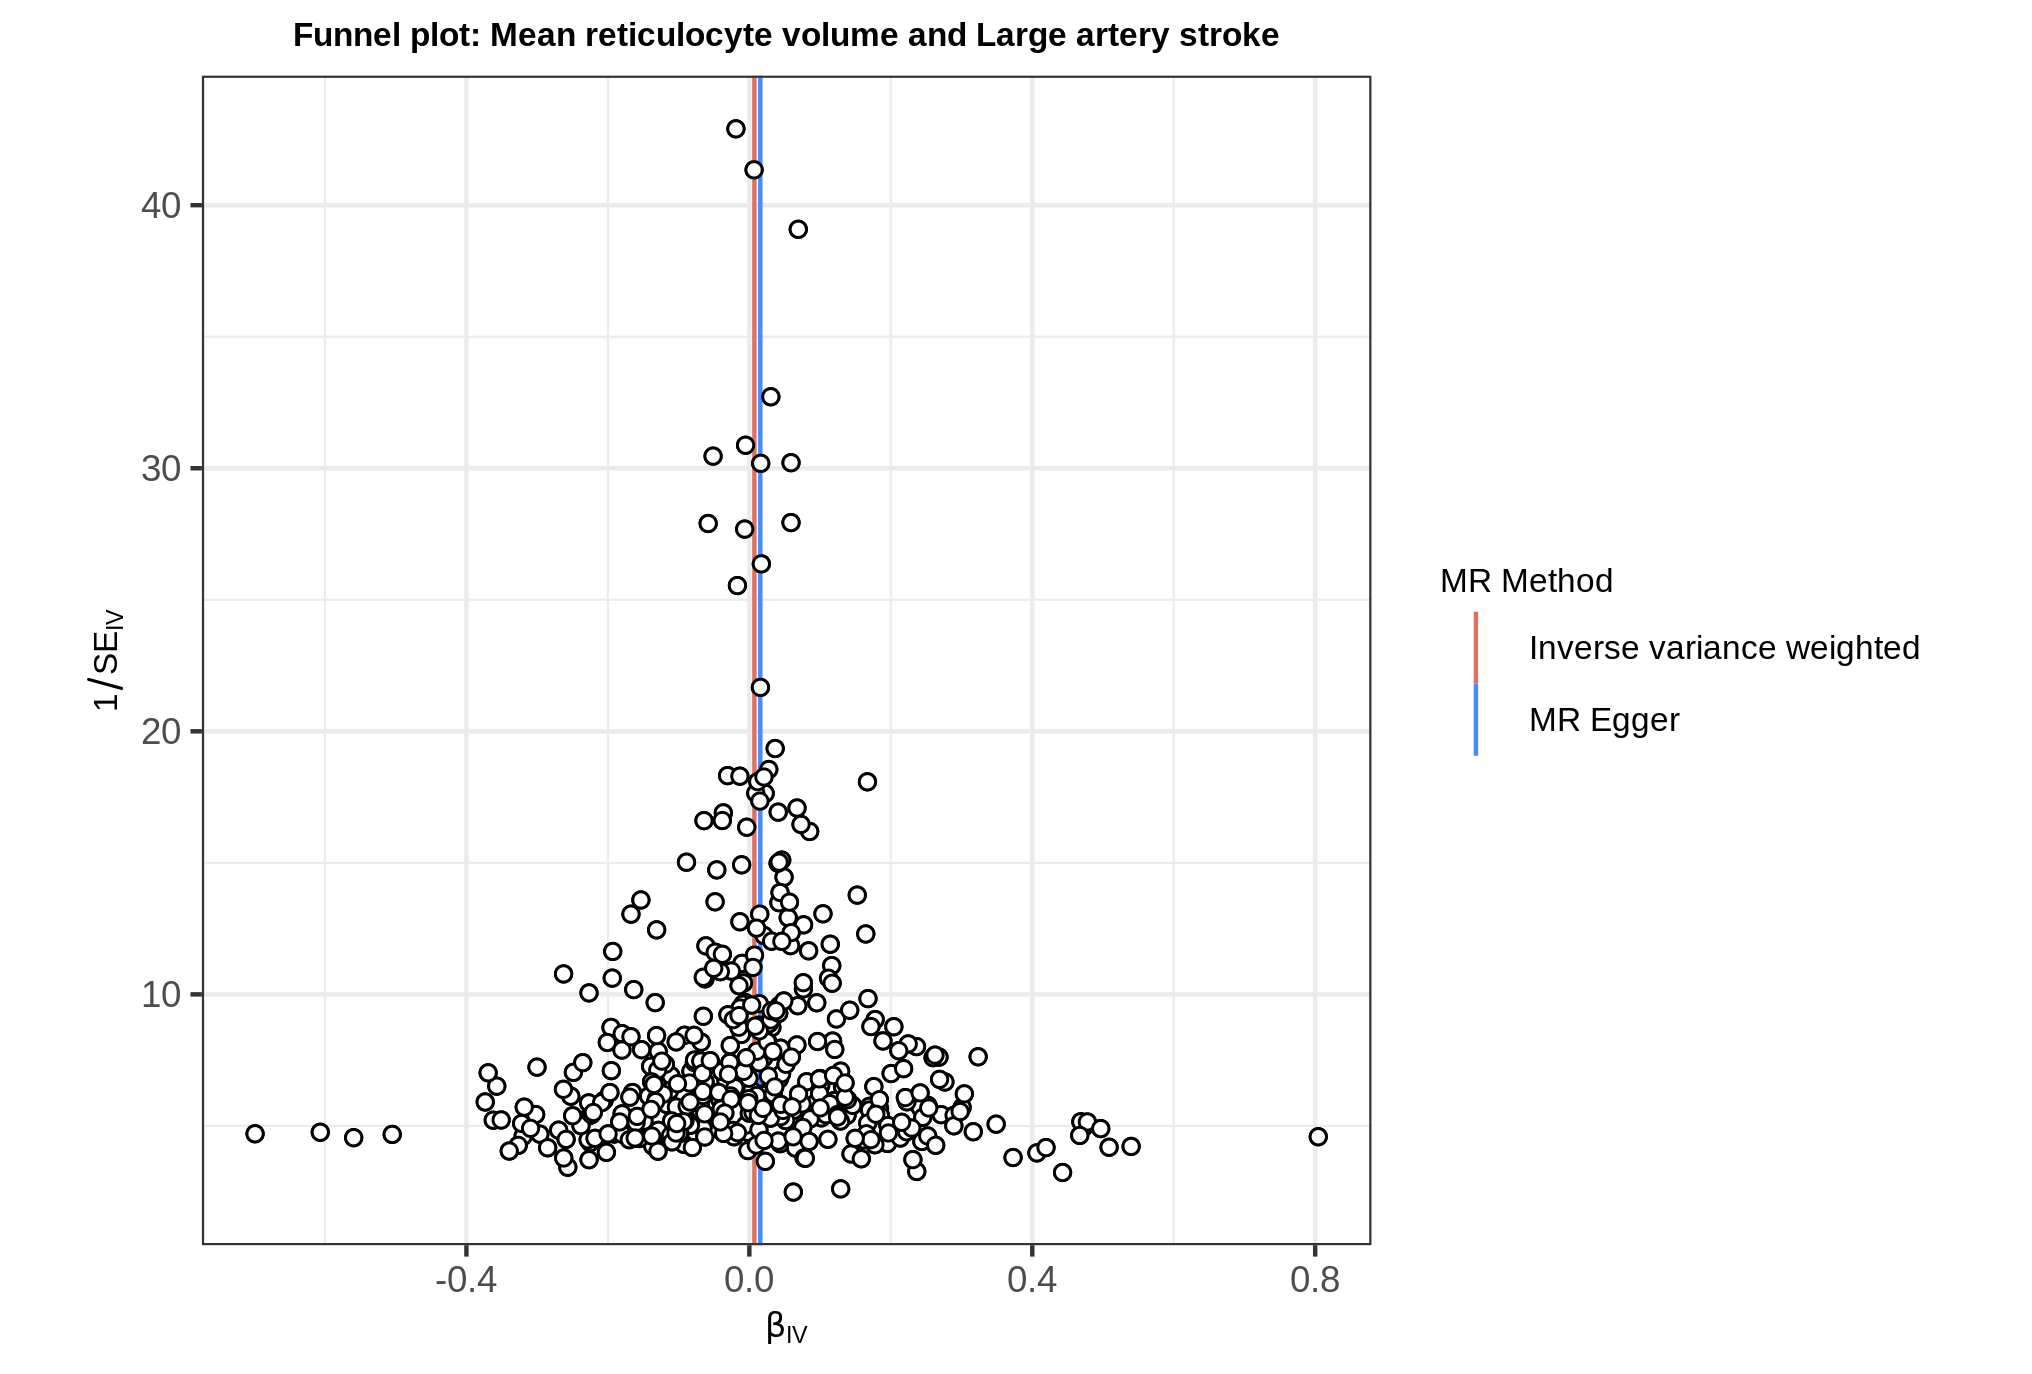 Funnel plot: Mean reticulocyte volume and Large artery stroke
40
30
20
10
1/SE_IV
-0.4 0.0 0.4 0.8
β_IV
MR Method
Inverse variance weighted
MR Egger